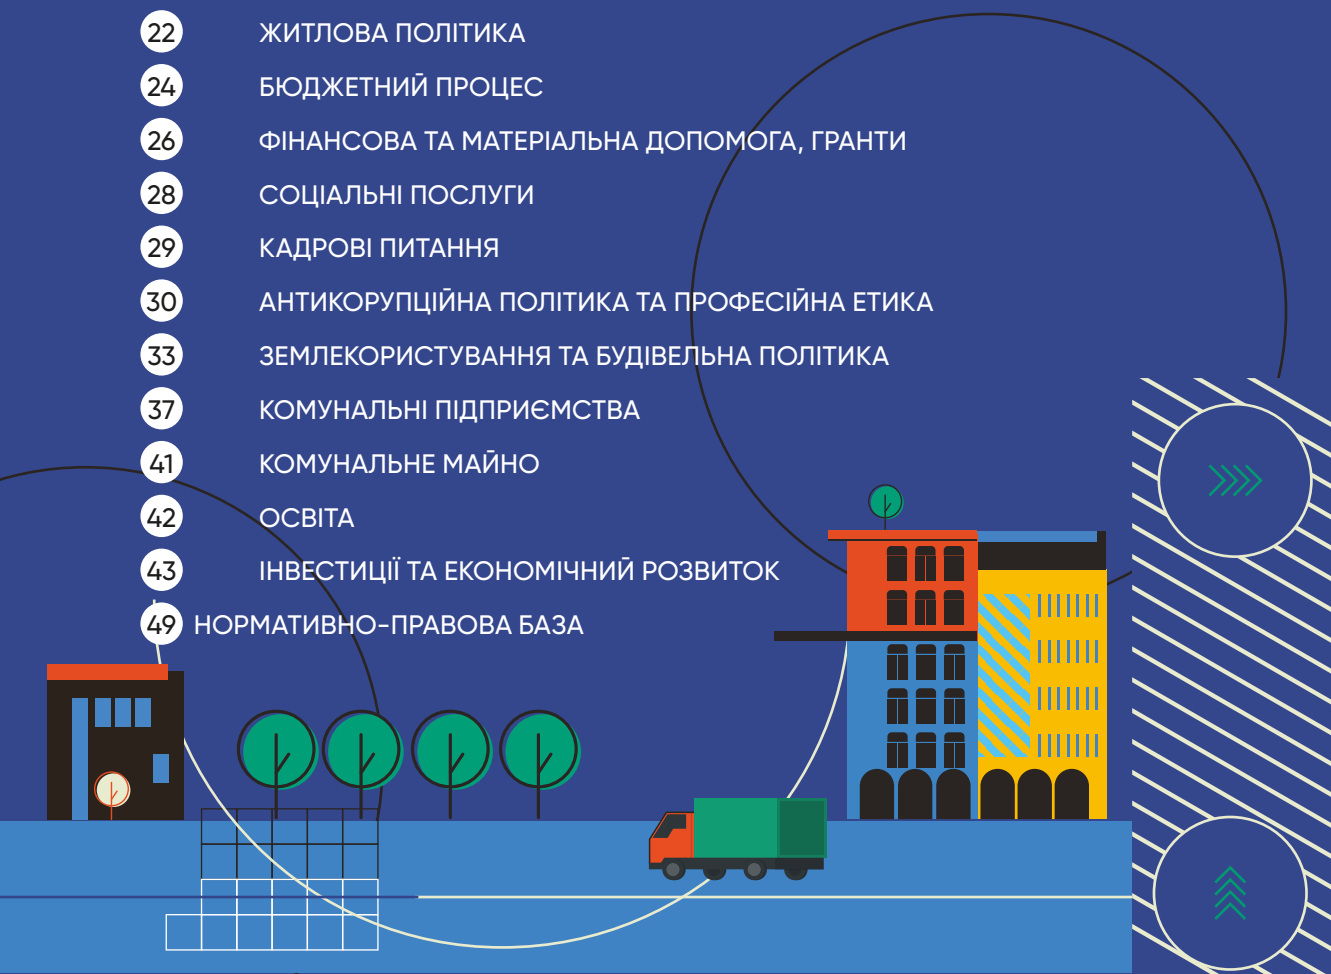 22 ЖИТЛОВА ПОЛІТИКА
24 БЮДЖЕТНИЙ ПРОЦЕС
26 ФІНАНСОВА ТА МАТЕРІАЛЬНА ДОПОМОГА, ГРАНТИ
28 СОЦІАЛЬНІ ПОСЛУГИ
29 КАДРОВІ ПИТАННЯ
30 АНТИКОРУПЦІЙНА ПОЛІТИКА ТА ПРОФЕСІЙНА ЕТИКА
33 ЗЕМЛЕКОРИСТУВАННЯ ТА БУДІВЕЛЬНА ПОЛІТИКА
37 КОМУНАЛЬНІ ПІДПРИЄМСТВА
41 КОМУНАЛЬНЕ МАЙНО
42 ОСВІТА
43 ІНВЕСТИЦІЇ ТА ЕКОНОМІЧНИЙ РОЗВИТОК
49 НОРМАТИВНО-ПРАВОВА БАЗА